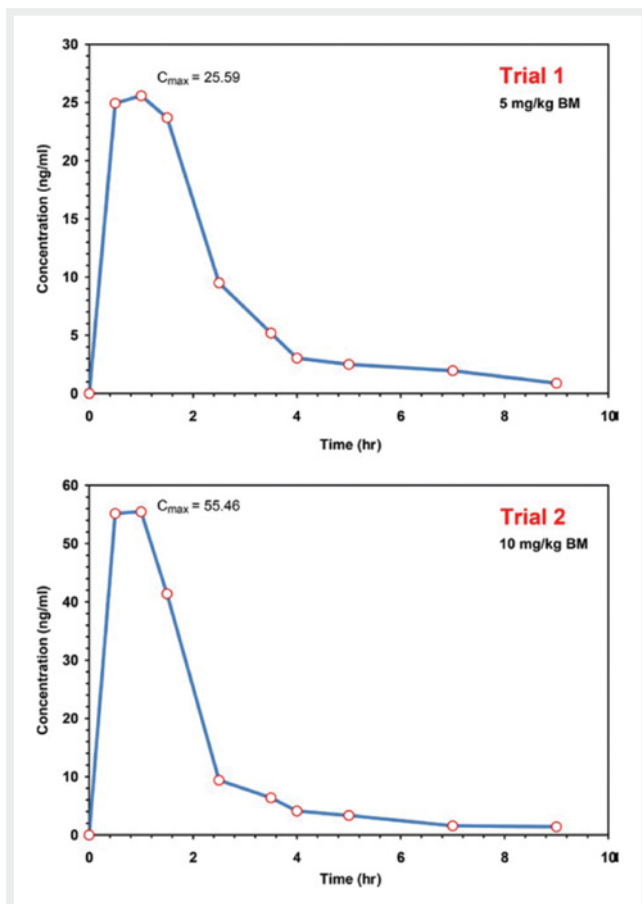 30
25
20
15
10
5
0
0 2 4 6 8 10
Concentration (ng/ml)
Time (hr)
Cmax = 25.59
Trial 1
5 mg/kg BM
60
50
40
30
20
10
0
0 2 4 6 8 10
Concentration (ng/ml)
Time (hr)
Cmax = 55.46
Trial 2
10 mg/kg BM